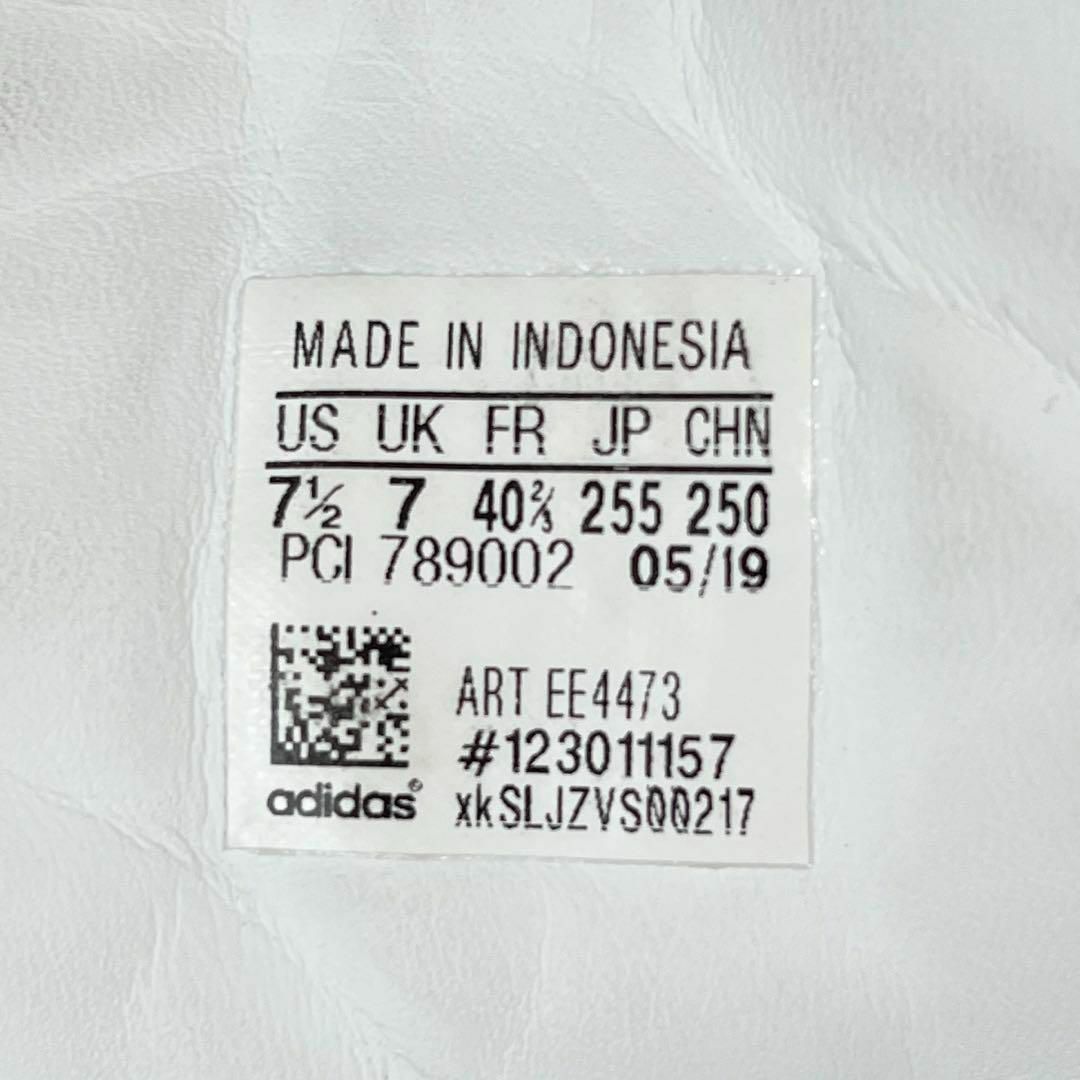 MADE IN INDONESIA
US UK FR JP CHN
7½ 7 40⅔ 255 250
PCI 789002 05/19
ART EE4473
#123011157
adidas® xkSLJZVS00217